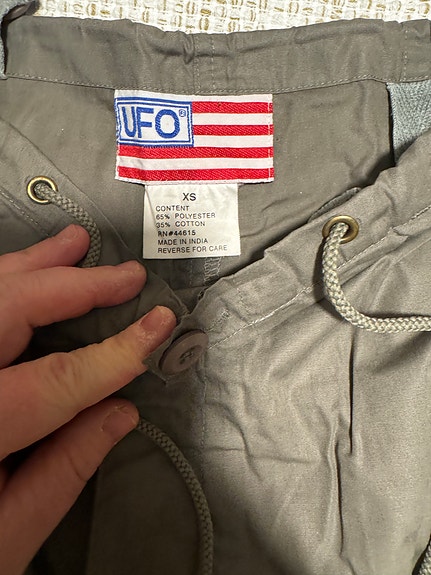 UFO®
XS
CONTENT
65% POLYESTER
35% COTTON
RN#44615
MADE IN INDIA
REVERSE FOR CARE